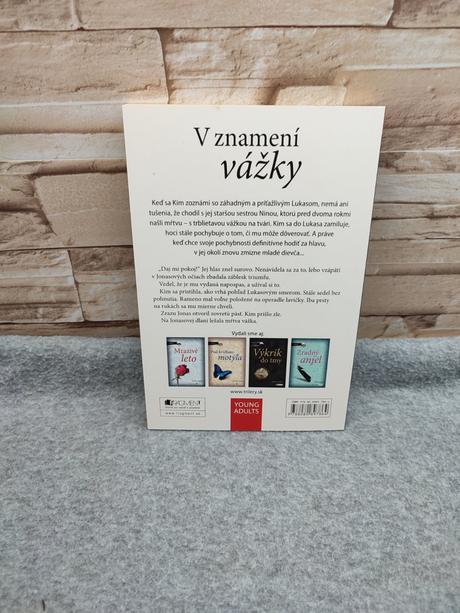 V znamení
vážky
Keď sa Kim zoznámi so záhadným a príťažlivým Lukasom, nemá ani
tušenia, že chodil s jej staršou sestrou Ninou, ktorú pred dvoma rokmi
našli mŕtvu – s trblietavou vážkou na tvári. Kim sa do Lukasa zamiluje,
hoci stále pochybuje o tom, či mu môže dôverovať. A práve
keď chce svoje pochybnosti definitívne hodiť za hlavu,
v jej okolí znovu zmizne mladé dievča...
„Daj mi pokoj!“ Jej hlas znel surovo. Nenávidela sa za to, lebo vzápätí
v Jonasových očiach zbadala záblesk triumfu.
Vedel, že je mu vydaná napospas, a užíval si to.
Kim sa pristihla, ako vrhá pohľad Lukasovým smerom. Stále sedel bez
pohnutia. Rameno mal voľne položené na operadle lavičky. Iba prsty
na rukách sa mu mierne chveli.
Zrazu Jonas otvoril zovretú päsť. Kim prišlo zle.
Na Jonasovej dlani ležala mŕtva vážka.
Vydali sme aj:
Mrazivé
leto
Pod krídlami
motýľa
Výkrik
do tmy
Zradný
anjel
www.trilery.sk
FRAGMENT
www.fragment.sk
YOUNG
ADULTS